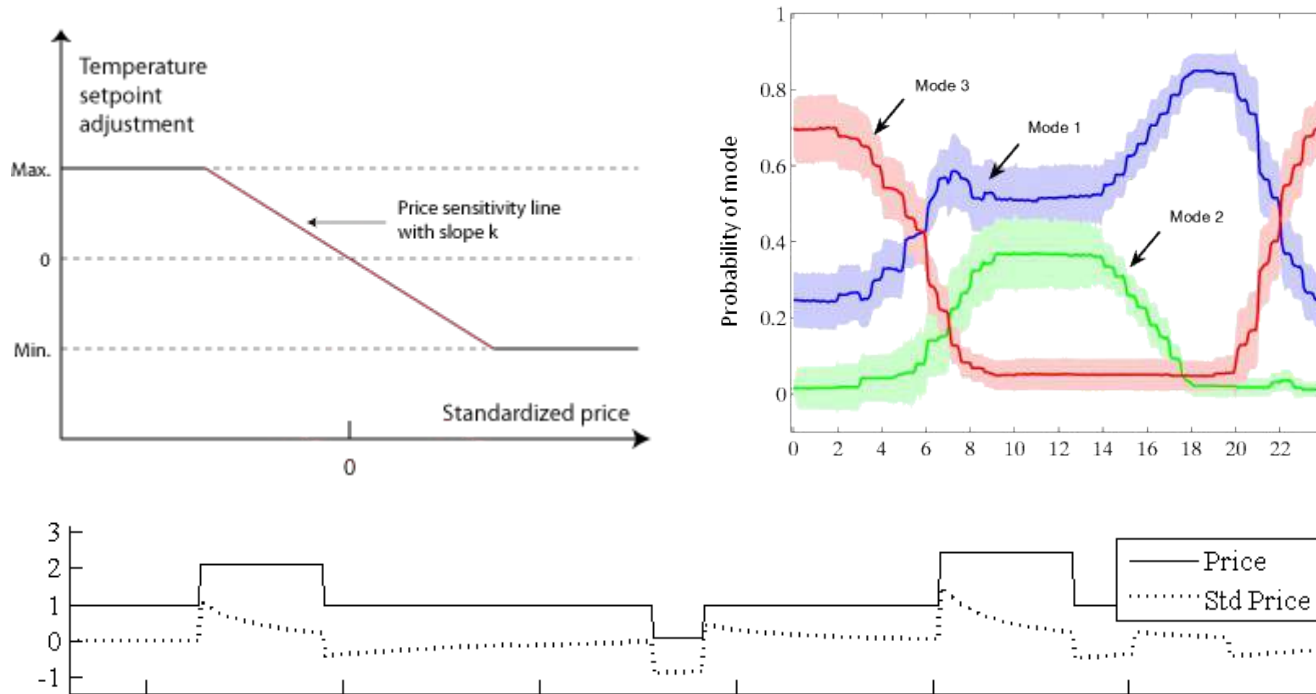 Temperature
setpoint
adjustment
Max.
0
Min.
Price sensitivity line
with slope k
Standardized price
0
Probability of mode
1
0.8
0.6
0.4
0.2
0
Mode 3
Mode 1
Mode 2
0 2 4 6 8 10 12 14 16 18 20 22
3
2
1
0
-1
Price
Std Price